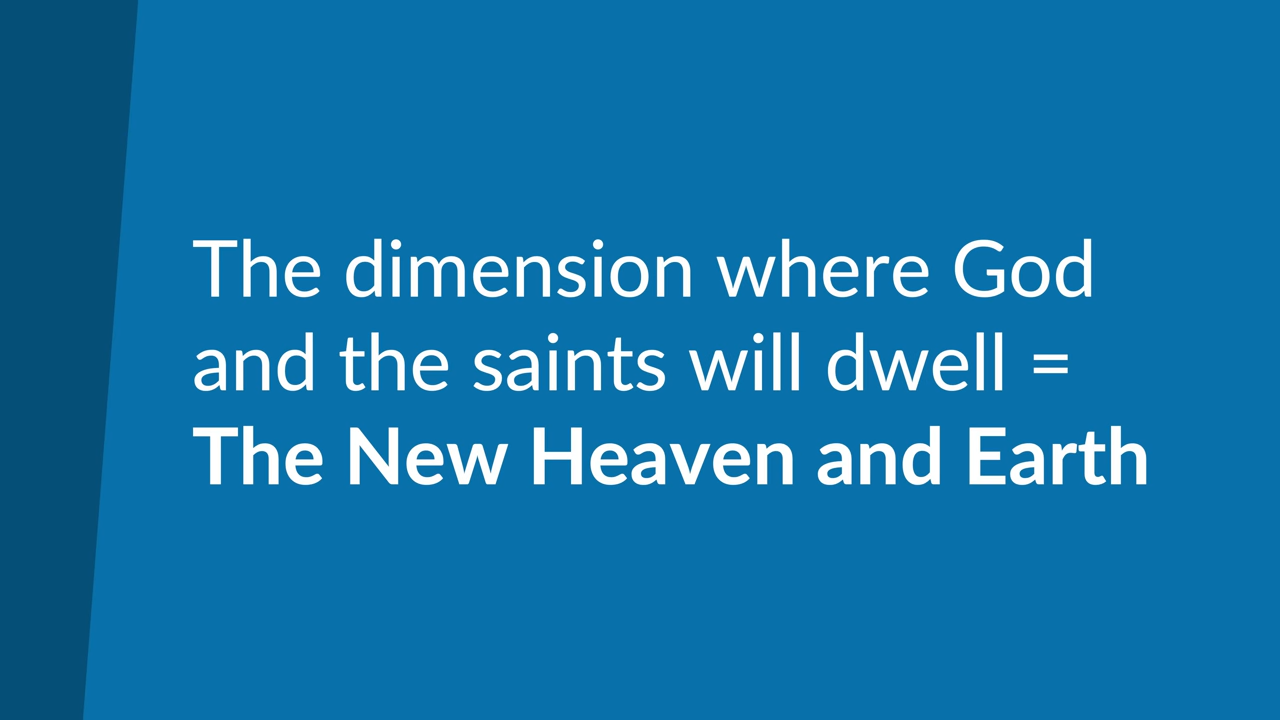 The dimension where God
and the saints will dwell =
The New Heaven and Earth